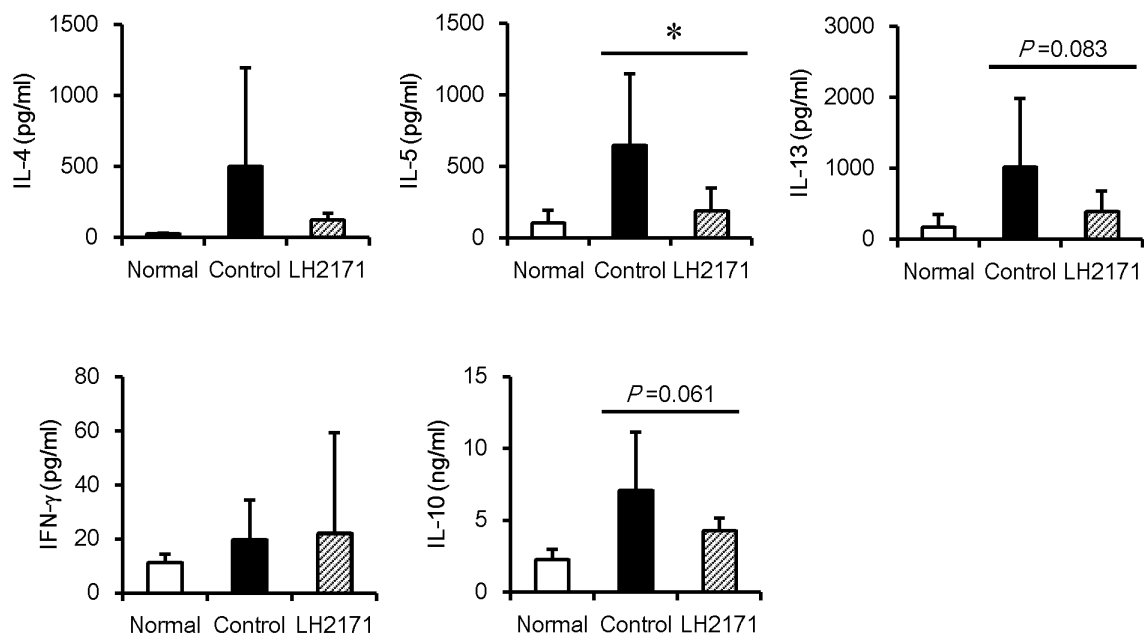 IL-4 (pg/ml)
1500
1000
500
0
Normal Control LH2171
IL-5 (pg/ml)
1500
1000
500
0
*
Normal Control LH2171
IL-13 (pg/ml)
3000
2000
1000
0
P=0.083
Normal Control LH2171
IFN-γ (pg/ml)
80
60
40
20
0
Normal Control LH2171
IL-10 (ng/ml)
15
10
5
0
P=0.061
Normal Control LH2171